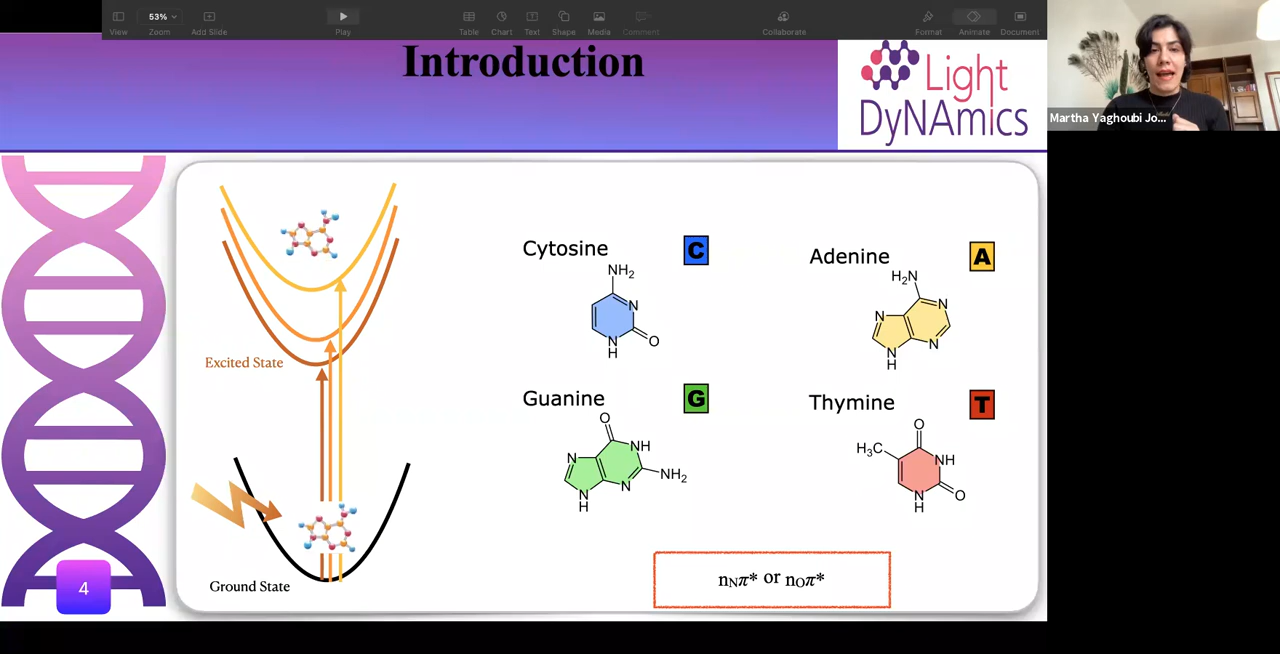 53%
View
Zoom
Add Slide
Play
Table
Chart
Text
Shape
Media
Comment
Collaborate
Format
Animate
Document
Introduction
Light
DyNAmics
Martha Yaghoubi Jo...
Excited State
Ground State
Cytosine
C
NH₂
N
N
H
O
Adenine
A
H₂N
N
N
N
N
H
Guanine
G
O
NH
N
NH₂
N
N
H
Thymine
T
O
H₃C
NH
N
H
O
nNπ* or nOπ*
4